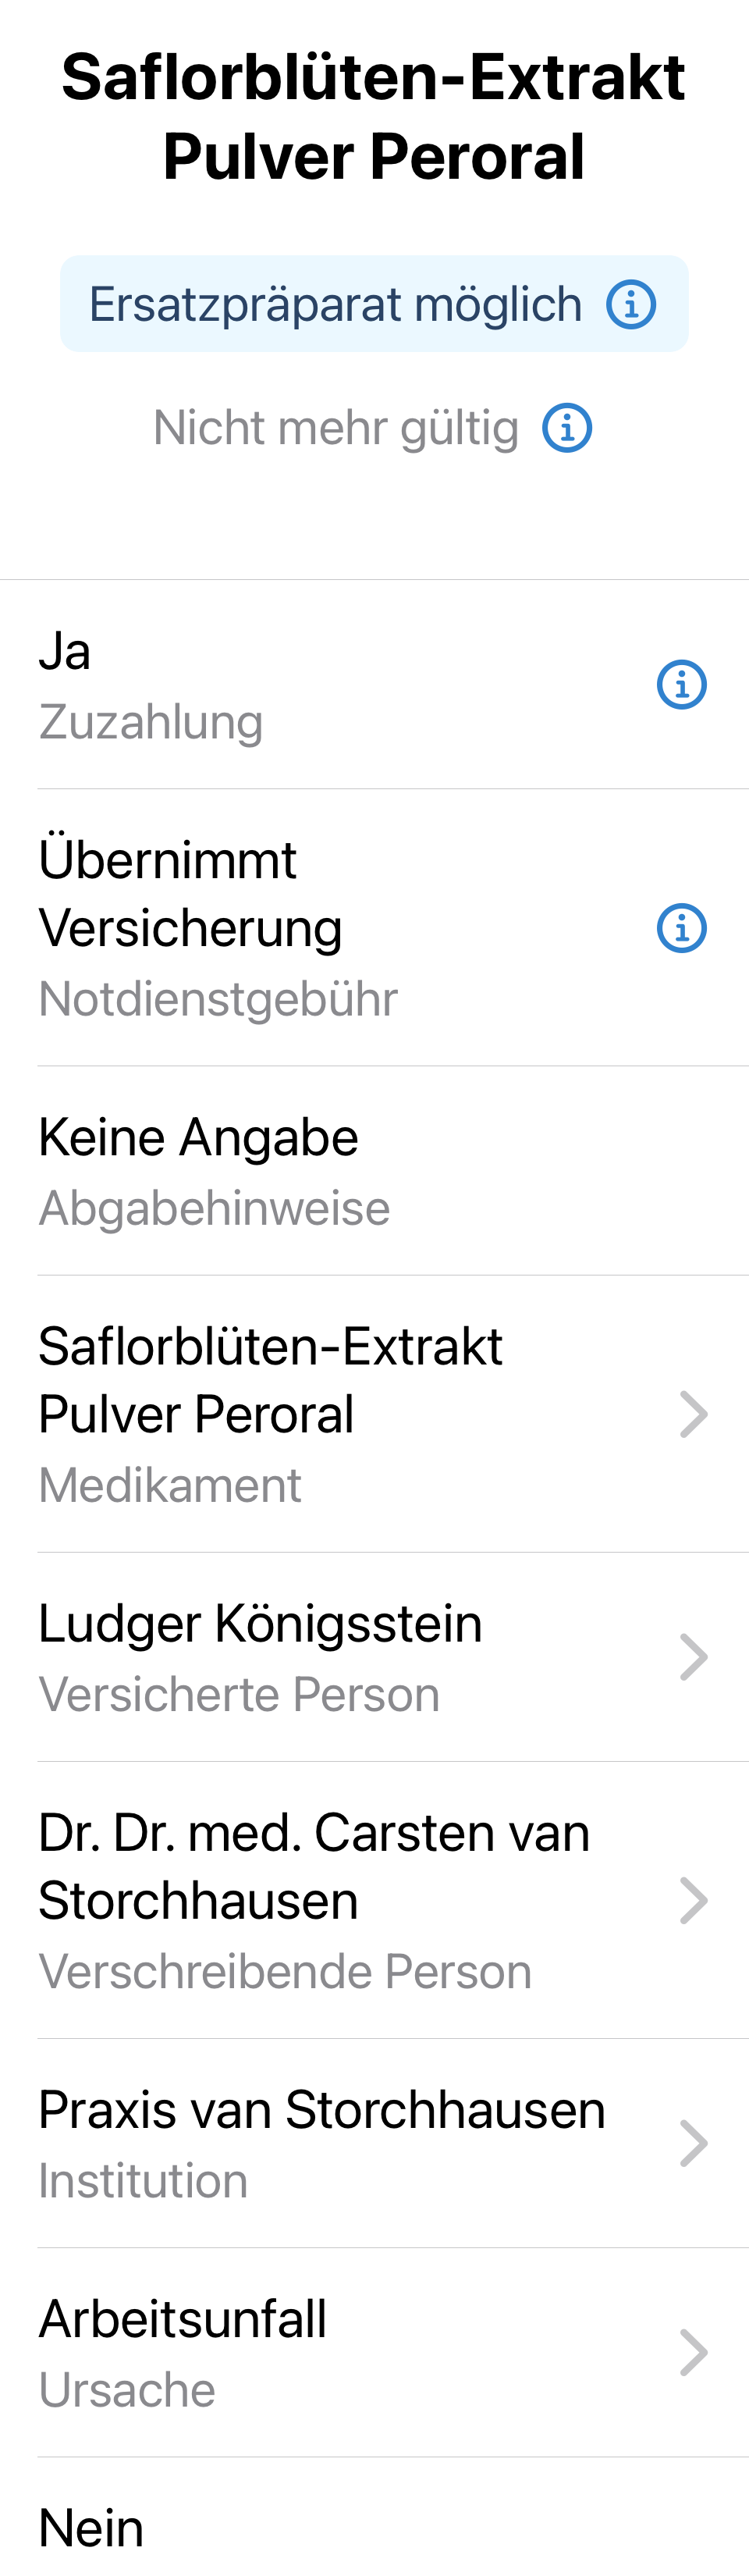 Saflorblüten-Extrakt
Pulver Peroral
Ersatzpräparat möglich
Nicht mehr gültig
Ja
Zuzahlung
Übernimmt
Versicherung
Notdienstgebühr
Keine Angabe
Abgabehinweise
Saflorblüten-Extrakt
Pulver Peroral
Medikament
Ludger Königsstein
Versicherte Person
Dr. Dr. med. Carsten van
Storchhausen
Verschreibende Person
Praxis van Storchhausen
Institution
Arbeitsunfall
Ursache
Nein